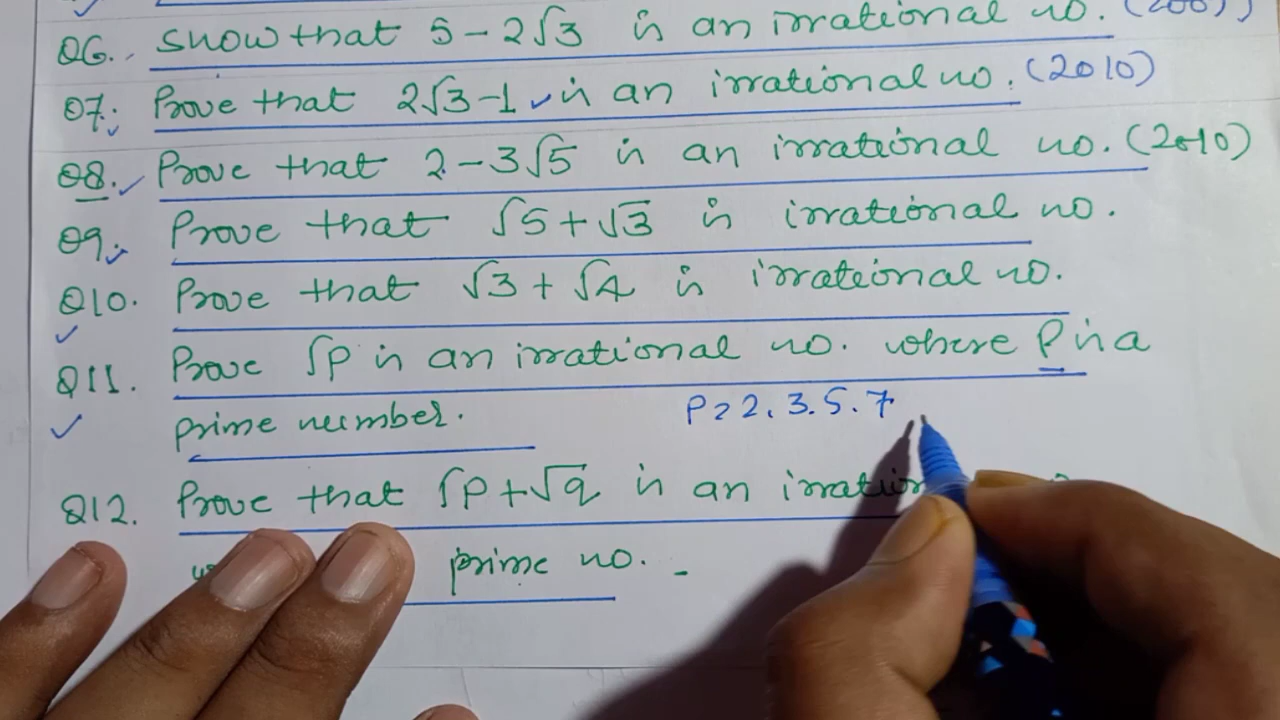 Q6. Show that 5 - 2√3 is an irrational no.
Q7. Prove that 2√3 - 1 is an irrational no. (2010)
Q8. Prove that 2 - 3√5 is an irrational no. (2010)
Q9. Prove that √5 + √3 is irrational no.
Q10. Prove that √3 + √4 is irrational no.
Q11. Prove √P is an irrational no. where P is a
prime number.
P = 2, 3, 5, 7
Q12. Prove that √p + √q is an
prime no.